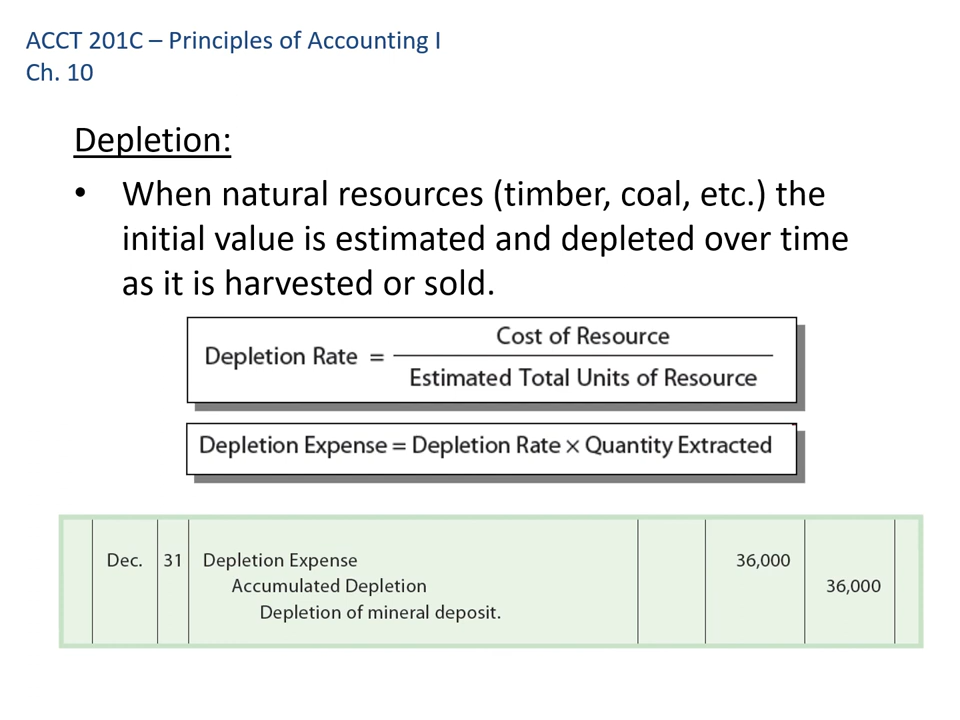 ACCT 201C – Principles of Accounting I
Ch. 10
Depletion:
• When natural resources (timber, coal, etc.) the
initial value is estimated and depleted over time
as it is harvested or sold.
Cost of Resource
Depletion Rate =
Estimated Total Units of Resource
Depletion Expense = Depletion Rate × Quantity Extracted
Dec. 31 Depletion Expense 36,000
Accumulated Depletion 36,000
Depletion of mineral deposit.